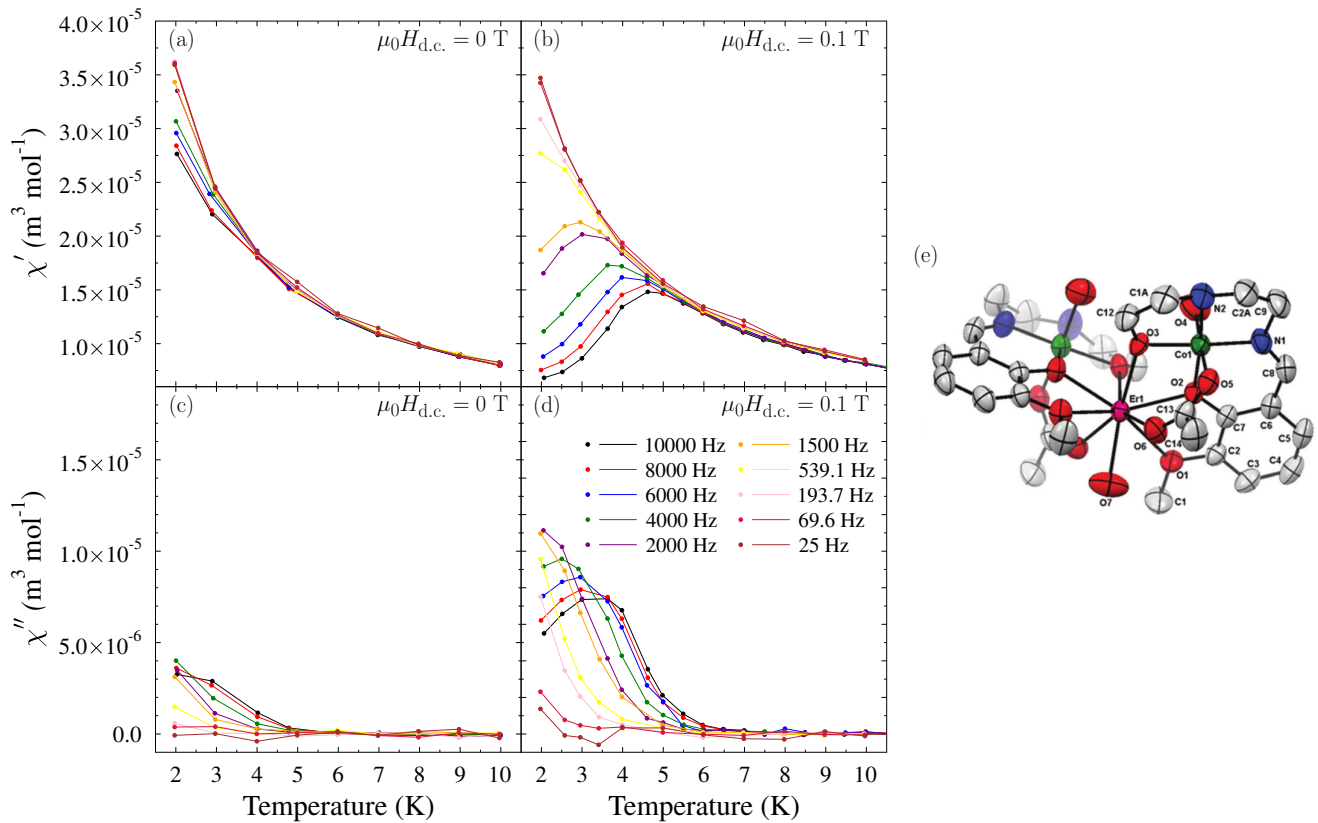 (a) μ₀H_d.c. = 0 T
(b) μ₀H_d.c. = 0.1 T
4.0×10⁻⁵
3.5×10⁻⁵
3.0×10⁻⁵
2.5×10⁻⁵
2.0×10⁻⁵
1.5×10⁻⁵
1.0×10⁻⁵
χ′ (m³ mol⁻¹)
(c) μ₀H_d.c. = 0 T
(d) μ₀H_d.c. = 0.1 T
1.5×10⁻⁵
1.0×10⁻⁵
5.0×10⁻⁶
0.0
χ″ (m³ mol⁻¹)
10000 Hz
8000 Hz
6000 Hz
4000 Hz
2000 Hz
1500 Hz
539.1 Hz
193.7 Hz
69.6 Hz
25 Hz
2 3 4 5 6 7 8 9 10
2 3 4 5 6 7 8 9 10
Temperature (K)
Temperature (K)
(e)
C1A
C12
O4
N2
C2A
C9
O3
Co1
N1
C8
O2
O5
Er1
C13
C7
C6
C5
O6
C14
C2
C4
C3
O1
O7
C1